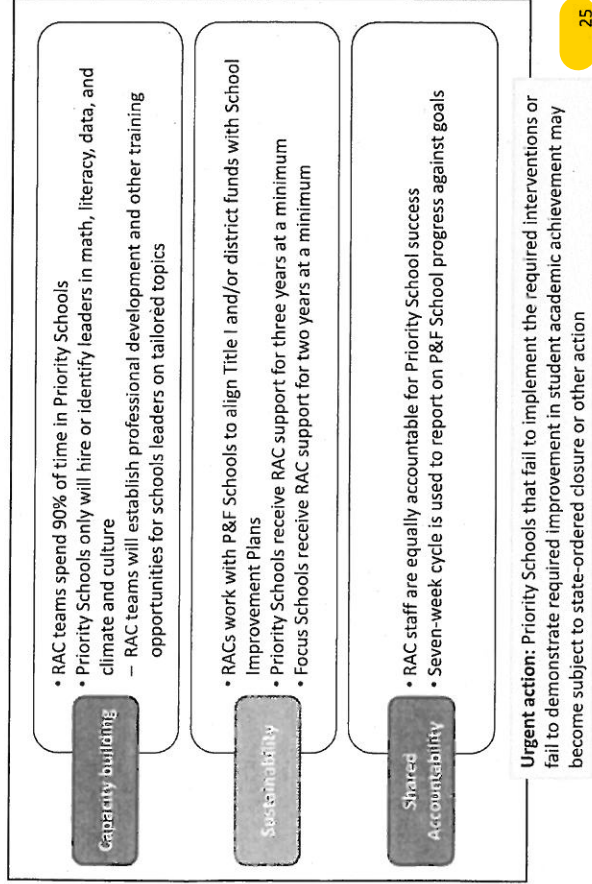 Capacity building
• RAC teams spend 90% of time in Priority Schools
• Priority Schools only will hire or identify leaders in math, literacy, data, and
climate and culture
– RAC teams will establish professional development and other training
opportunities for schools leaders on tailored topics
Sustainability
• RACs work with P&F Schools to align Title I and/or district funds with School
Improvement Plans
• Priority Schools receive RAC support for three years at a minimum
• Focus Schools receive RAC support for two years at a minimum
Shared
Accountability
• RAC staff are equally accountable for Priority School success
• Seven-week cycle is used to report on P&F School progress against goals
Urgent action: Priority Schools that fail to implement the required interventions or
fail to demonstrate required improvement in student academic achievement may
become subject to state-ordered closure or other action
25